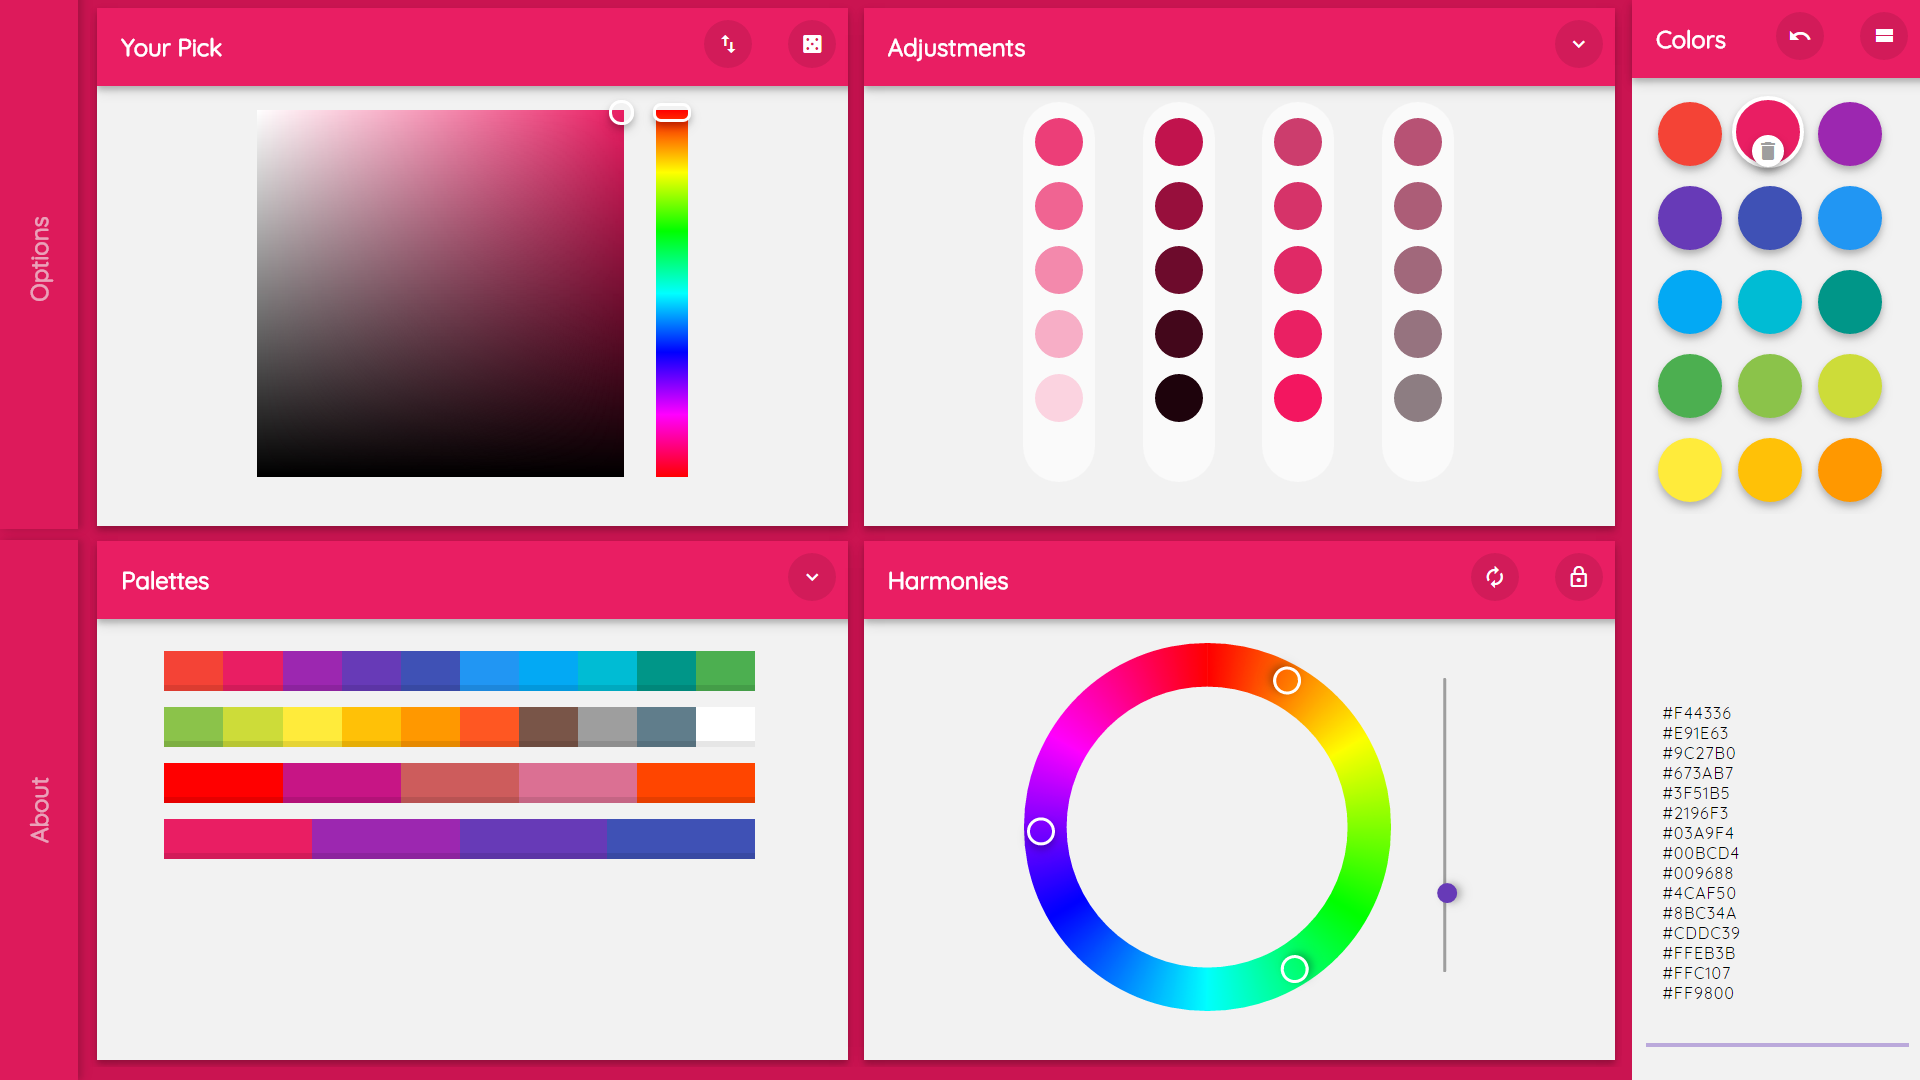 Options
About
Your Pick
Adjustments
Palettes
Harmonies
Colors
#F44336
#E91E63
#9C27B0
#673AB7
#3F51B5
#2196F3
#03A9F4
#00BCD4
#009688
#4CAF50
#8BC34A
#CDDC39
#FFEB3B
#FFC107
#FF9800